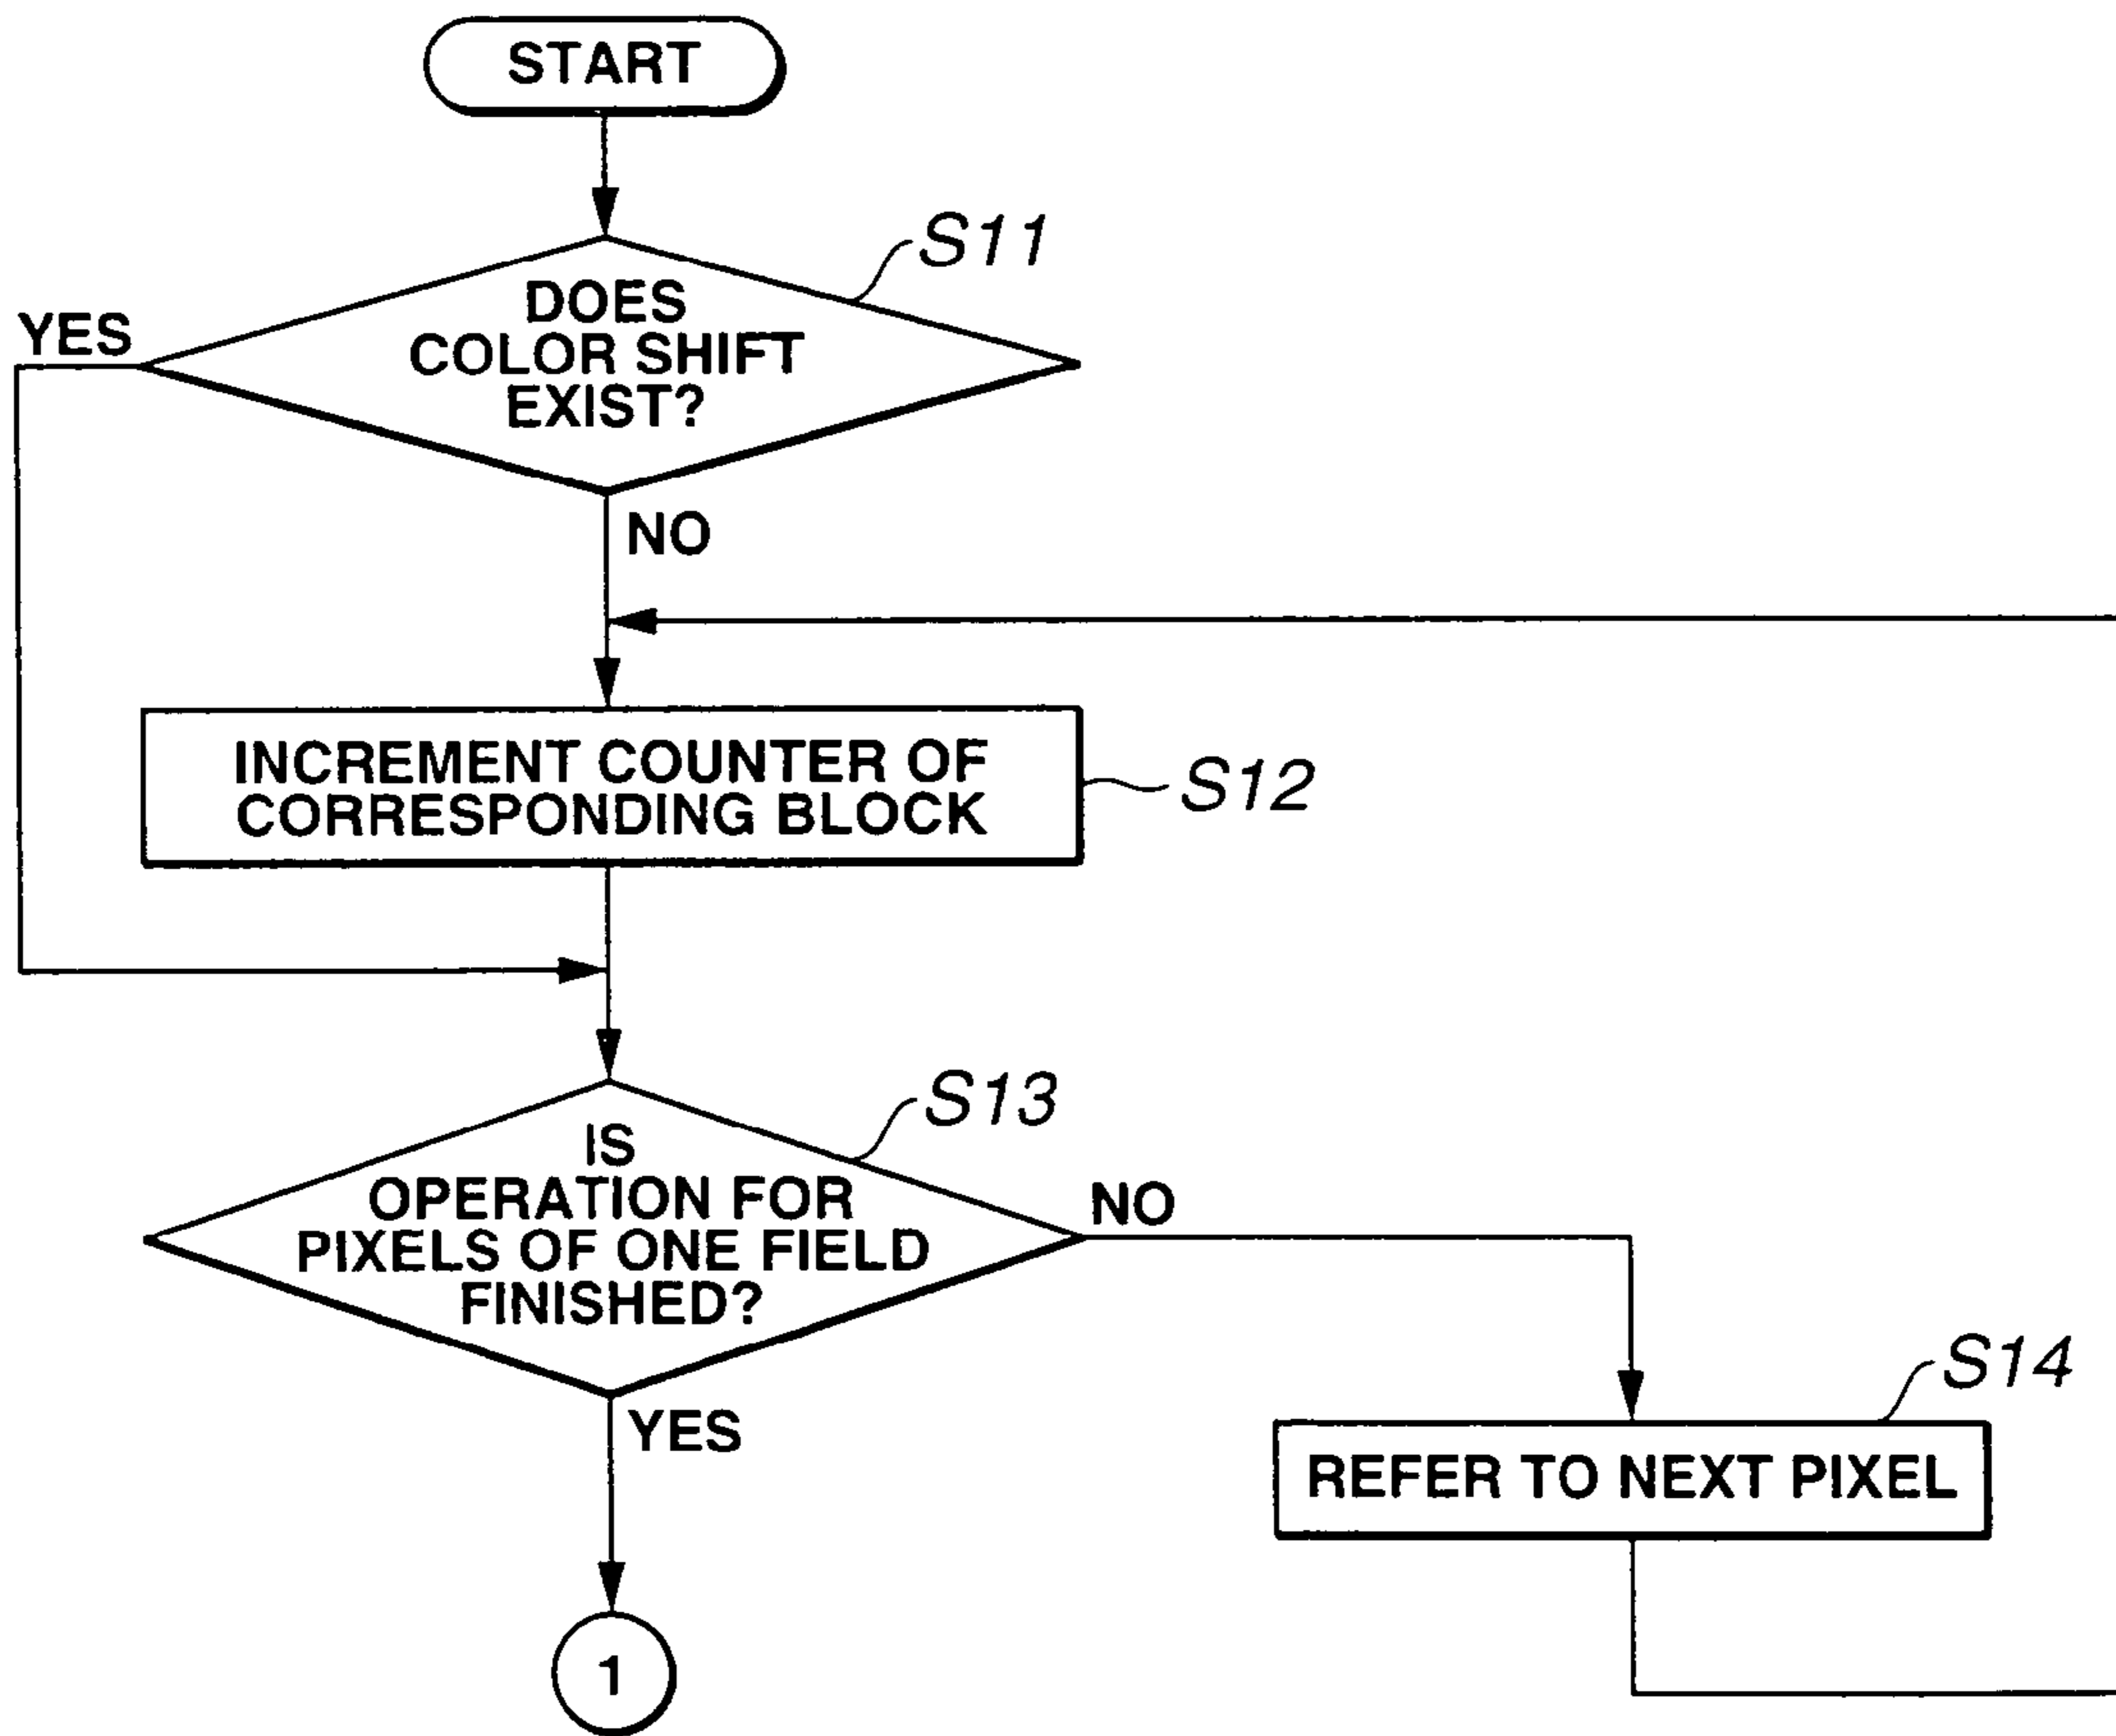 START
S11
DOES
COLOR SHIFT
EXIST?
YES
NO
INCREMENT COUNTER OF
CORRESPONDING BLOCK
S12
S13
IS
OPERATION FOR
PIXELS OF ONE FIELD
FINISHED?
NO
YES
S14
REFER TO NEXT PIXEL
1